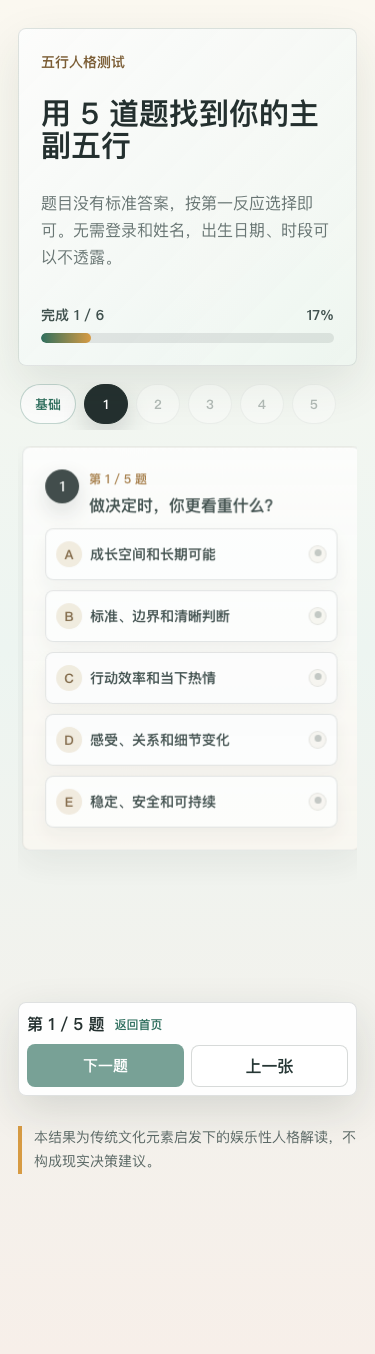 五行人格测试
用 5 道题找到你的主
副五行
题目没有标准答案，按第一反应选择即
可。无需登录和姓名，出生日期、时段可
以不透露。
完成 1 / 6
17%
基础
1
2
3
4
5
1
第 1 / 5 题
做决定时，你更看重什么？
A
成长空间和长期可能
B
标准、边界和清晰判断
C
行动效率和当下热情
D
感受、关系和细节变化
E
稳定、安全和可持续
第 1 / 5 题 返回首页
下一题
上一张
本结果为传统文化元素启发下的娱乐性人格解读，不
构成现实决策建议。